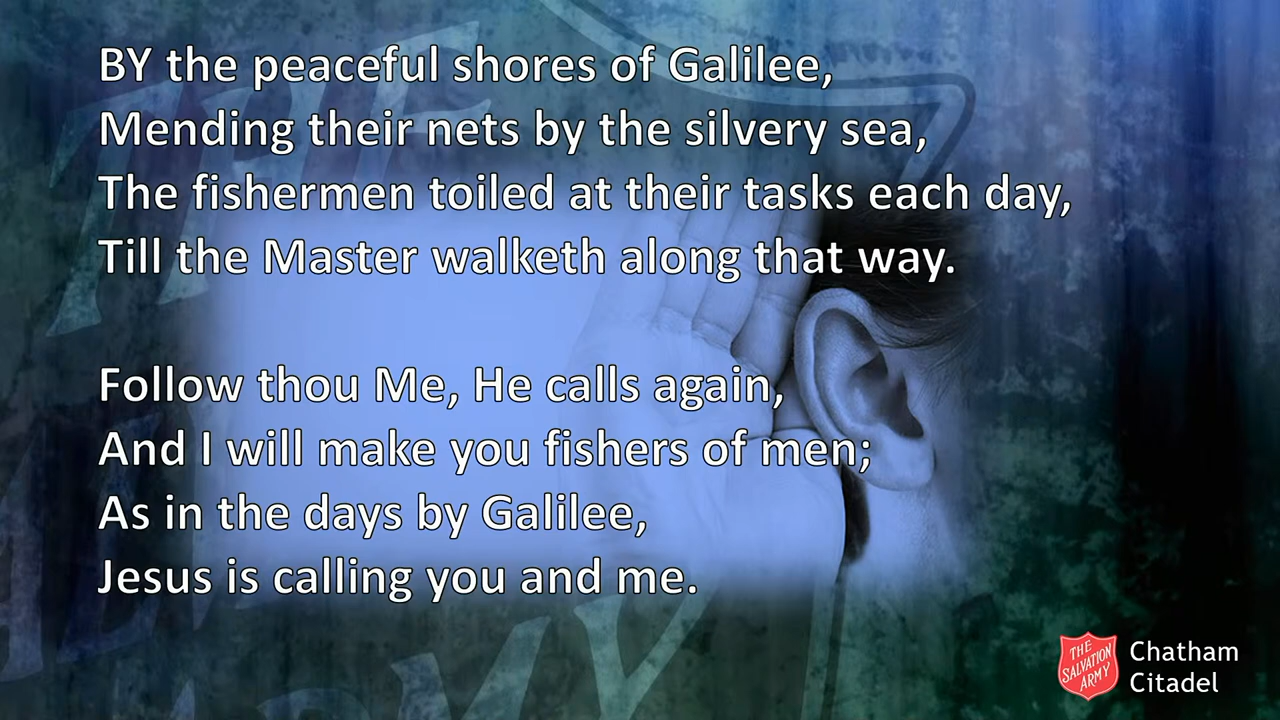 BY the peaceful shores of Galilee,
Mending their nets by the silvery sea,
The fishermen toiled at their tasks each day,
Till the Master walketh along that way.
Follow thou Me, He calls again,
And I will make you fishers of men;
As in the days by Galilee,
Jesus is calling you and me.
THE
SALVATION
ARMY
Chatham
Citadel